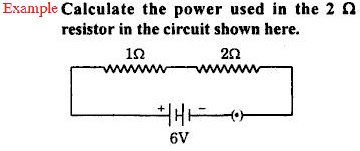 Example Calculate the power used in the 2 Ω
resistor in the circuit shown here.
1Ω 2Ω
+ −
6V